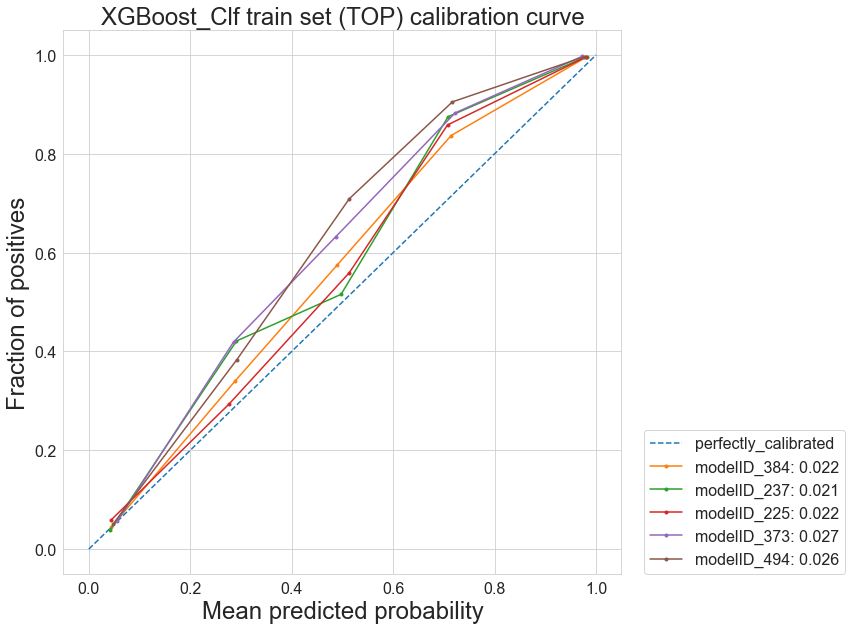 XGBoost_Clf train set (TOP) calibration curve
Fraction of positives
1.0
0.8
0.6
0.4
0.2
0.0
0.0 0.2 0.4 0.6 0.8 1.0
Mean predicted probability
perfectly_calibrated
modelID_384: 0.022
modelID_237: 0.021
modelID_225: 0.022
modelID_373: 0.027
modelID_494: 0.026